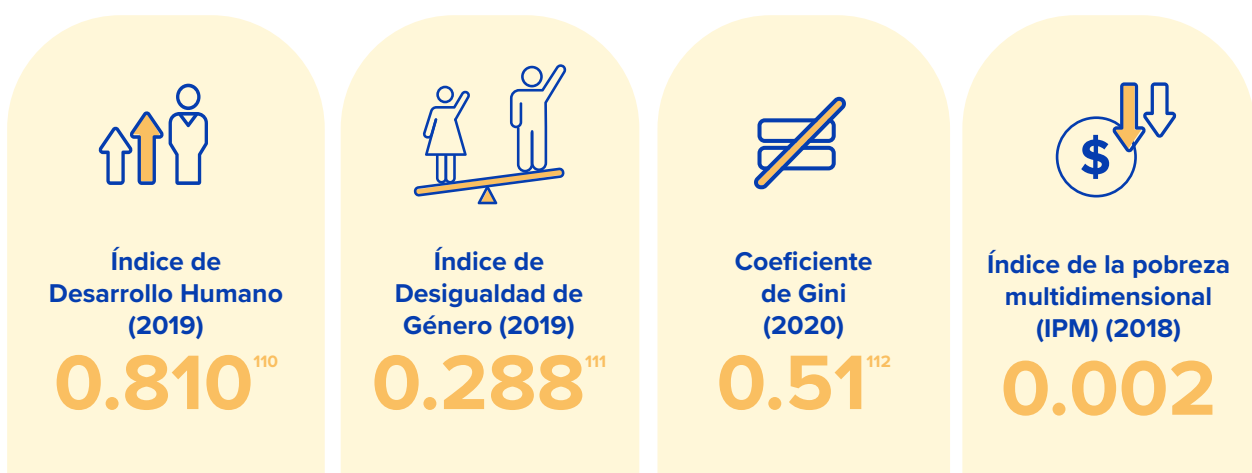 Índice de
Desarrollo Humano
(2019)
0.810 110
Índice de
Desigualdad de
Género (2019)
0.288 111
Coeficiente
de Gini
(2020)
0.51 112
$
Índice de la pobreza
multidimensional
(IPM) (2018)
0.002